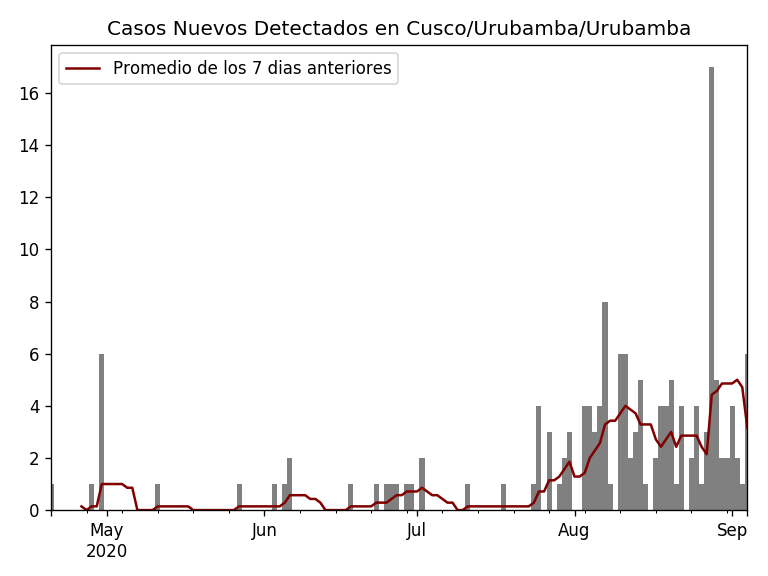 Casos Nuevos Detectados en Cusco/Urubamba/Urubamba
Promedio de los 7 dias anteriores
16
14
12
10
8
6
4
2
0
May
2020
Jun
Jul
Aug
Sep